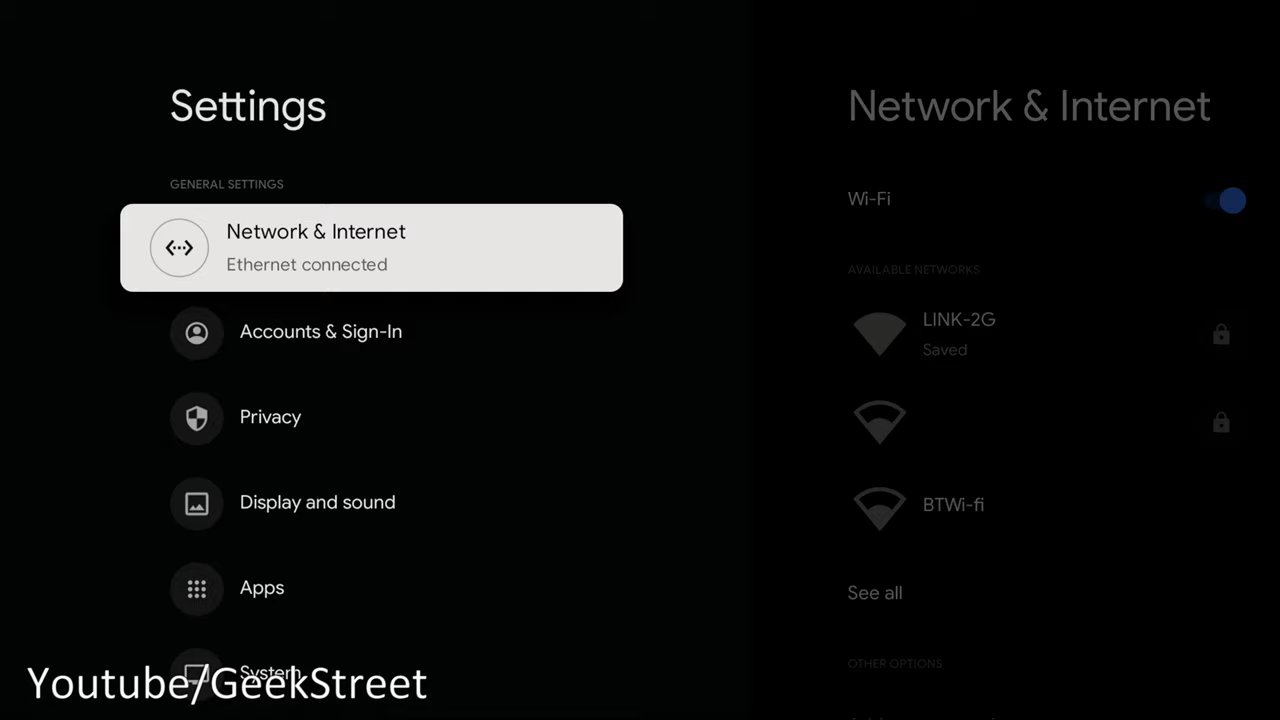 Settings
GENERAL SETTINGS
Network & Internet
Ethernet connected
Accounts & Sign-In
Privacy
Display and sound
Apps
System
Youtube/GeekStreet
Network & Internet
Wi-Fi
AVAILABLE NETWORKS
LINK-2G
Saved
BTWi-fi
See all
OTHER OPTIONS